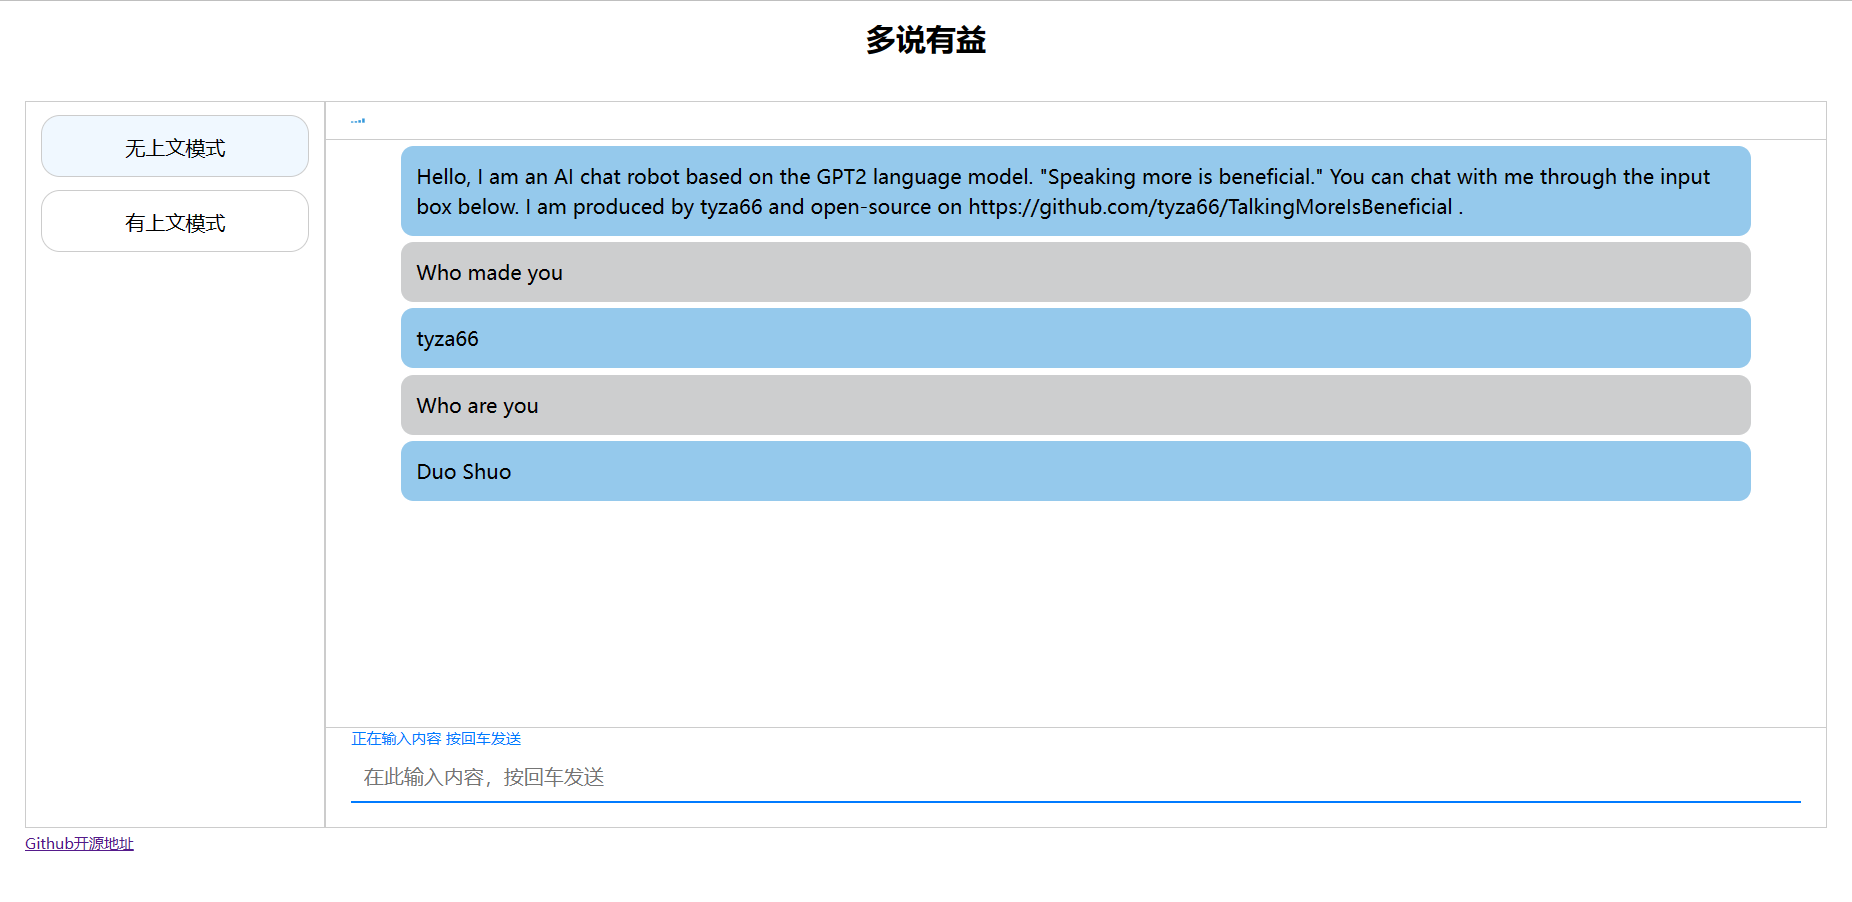 多说有益
无上文模式
有上文模式
Hello, I am an AI chat robot based on the GPT2 language model. "Speaking more is beneficial." You can chat with me through the input
box below. I am produced by tyza66 and open-source on https://github.com/tyza66/TalkingMoreIsBeneficial .
Who made you
tyza66
Who are you
Duo Shuo
正在输入内容 按回车发送
在此输入内容，按回车发送
Github开源地址